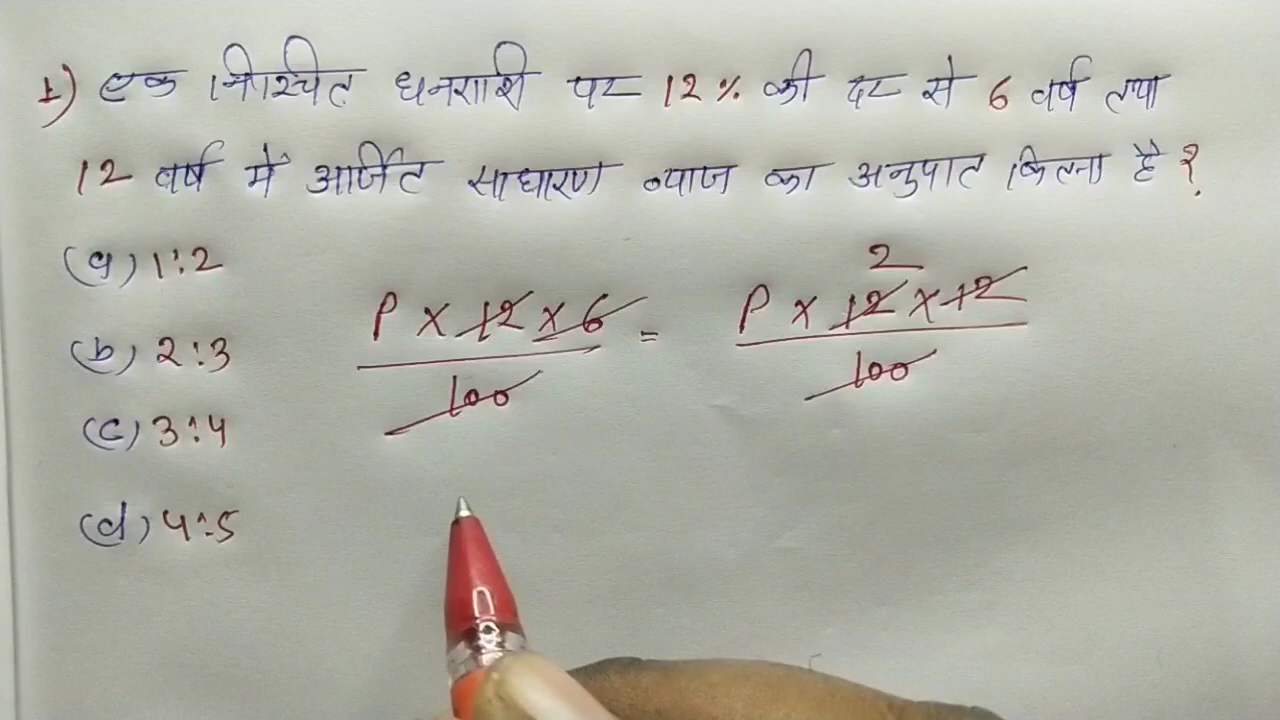 1) एक निश्चित धनराशि पर 12% की दर से 6 वर्ष तथा
12 वर्ष में आर्जित साधारण ब्याज का अनुपात कितना है ?
(a) 1:2
(b) 2:3
(c) 3:4
(d) 4:5
2
P x 12 x 6 = P x 12 x 12
100 100